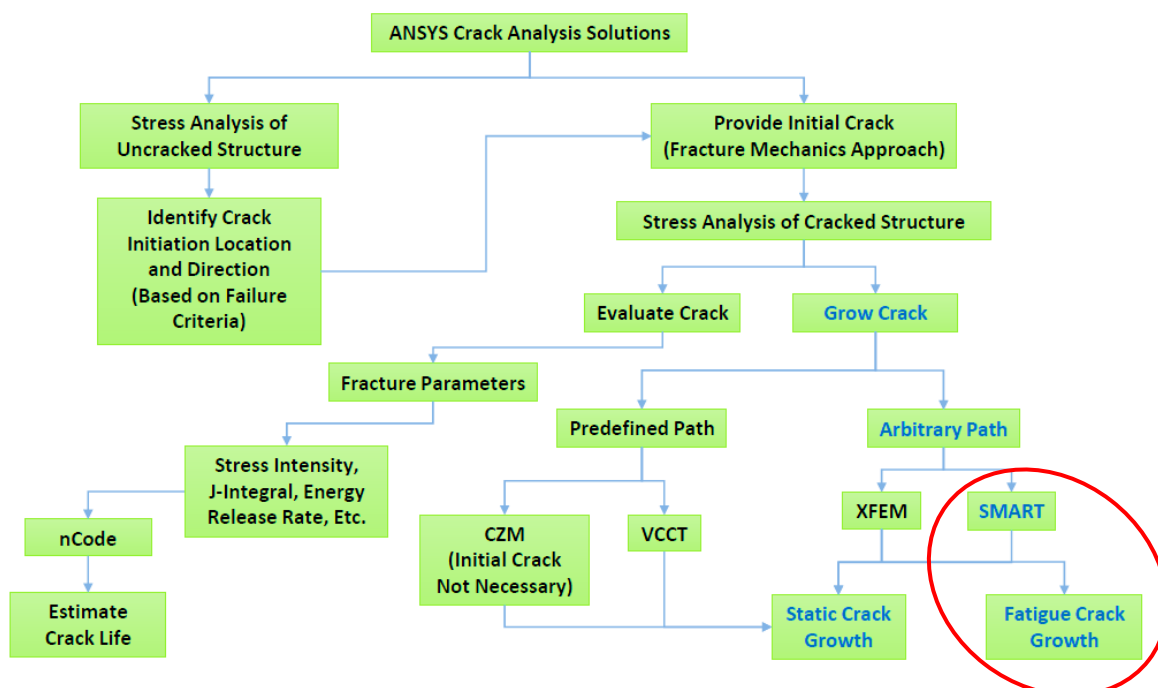 ANSYS Crack Analysis Solutions
Stress Analysis of
Uncracked Structure
Provide Initial Crack
(Fracture Mechanics Approach)
Identify Crack
Initiation Location
and Direction
(Based on Failure
Criteria)
Stress Analysis of Cracked Structure
Evaluate Crack
Grow Crack
Fracture Parameters
Predefined Path
Arbitrary Path
Stress Intensity,
J-Integral, Energy
Release Rate, Etc.
XFEM
SMART
nCode
CZM
(Initial Crack
Not Necessary)
VCCT
Estimate
Crack Life
Static Crack
Growth
Fatigue Crack
Growth